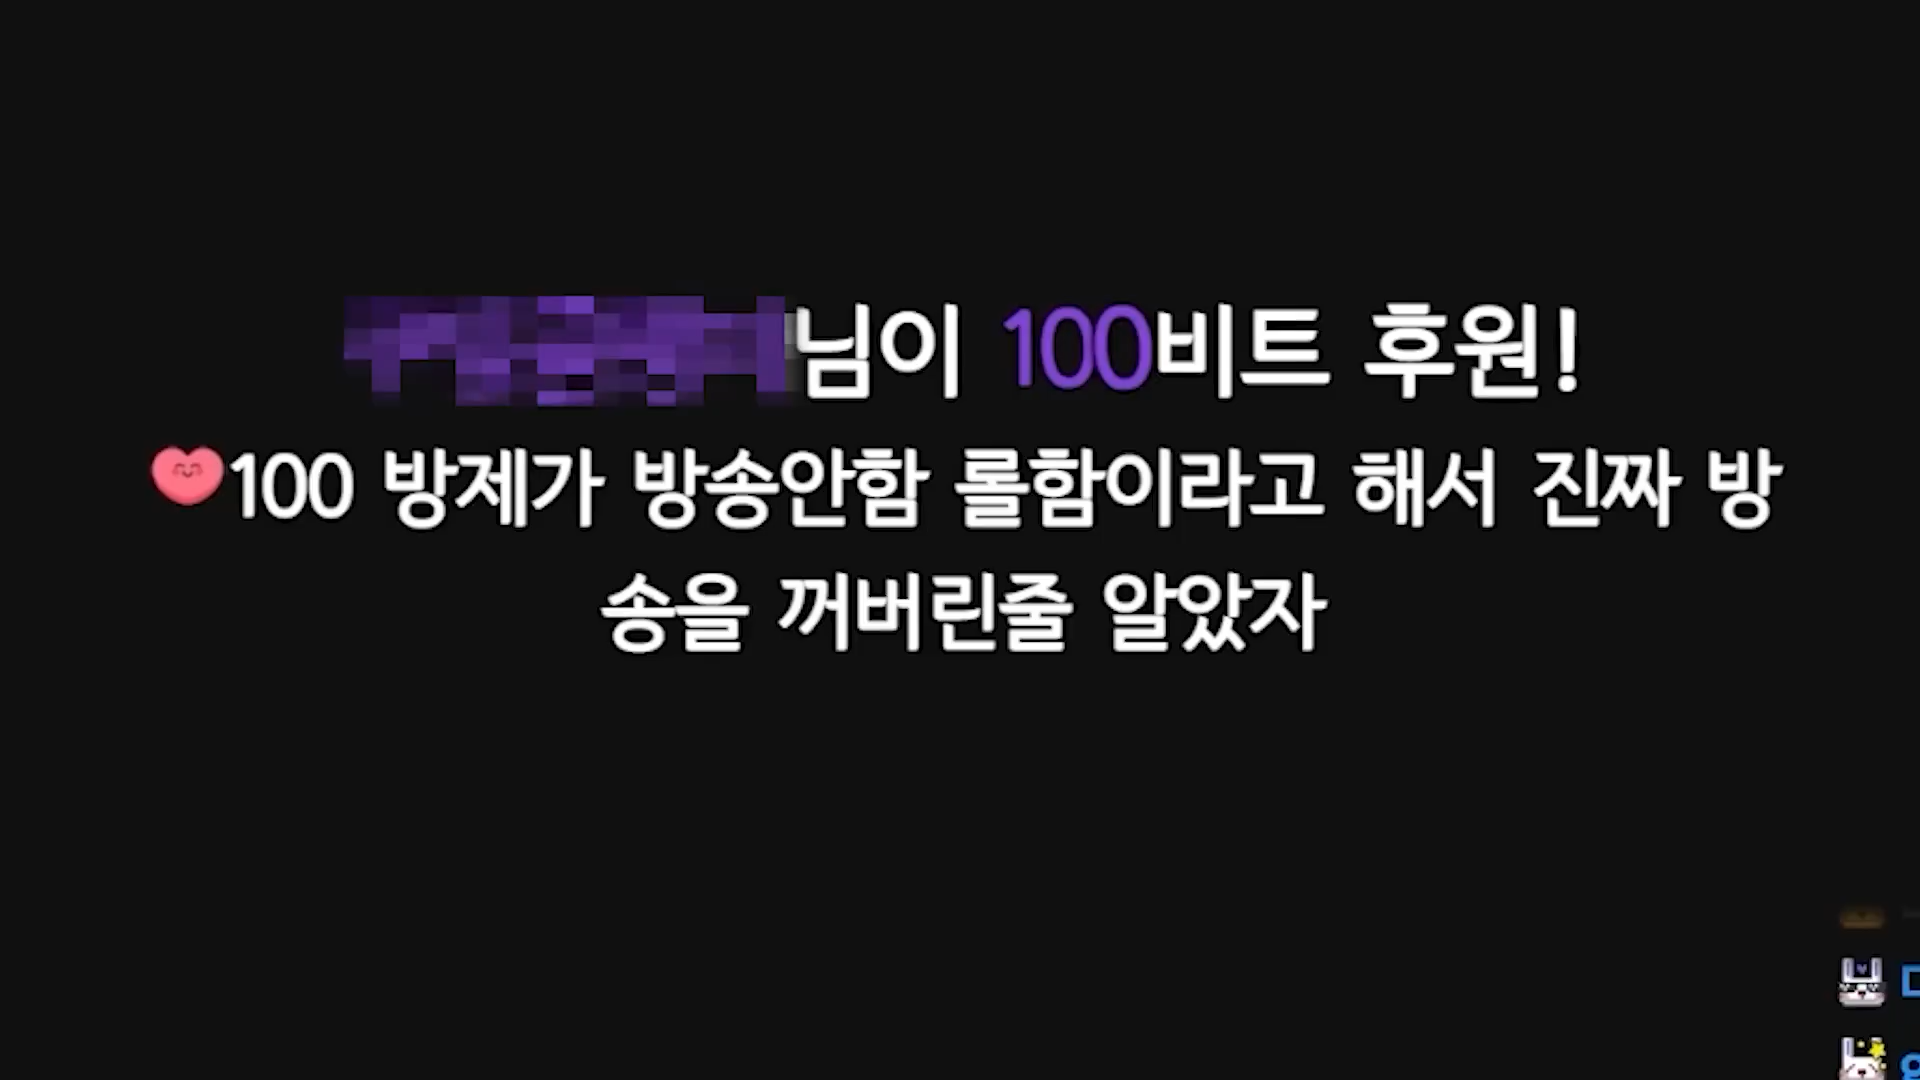 님이 100비트 후원!
100 방제가 방송안함 롤함이라고 해서 진짜 방
송을 꺼버린줄 알았자